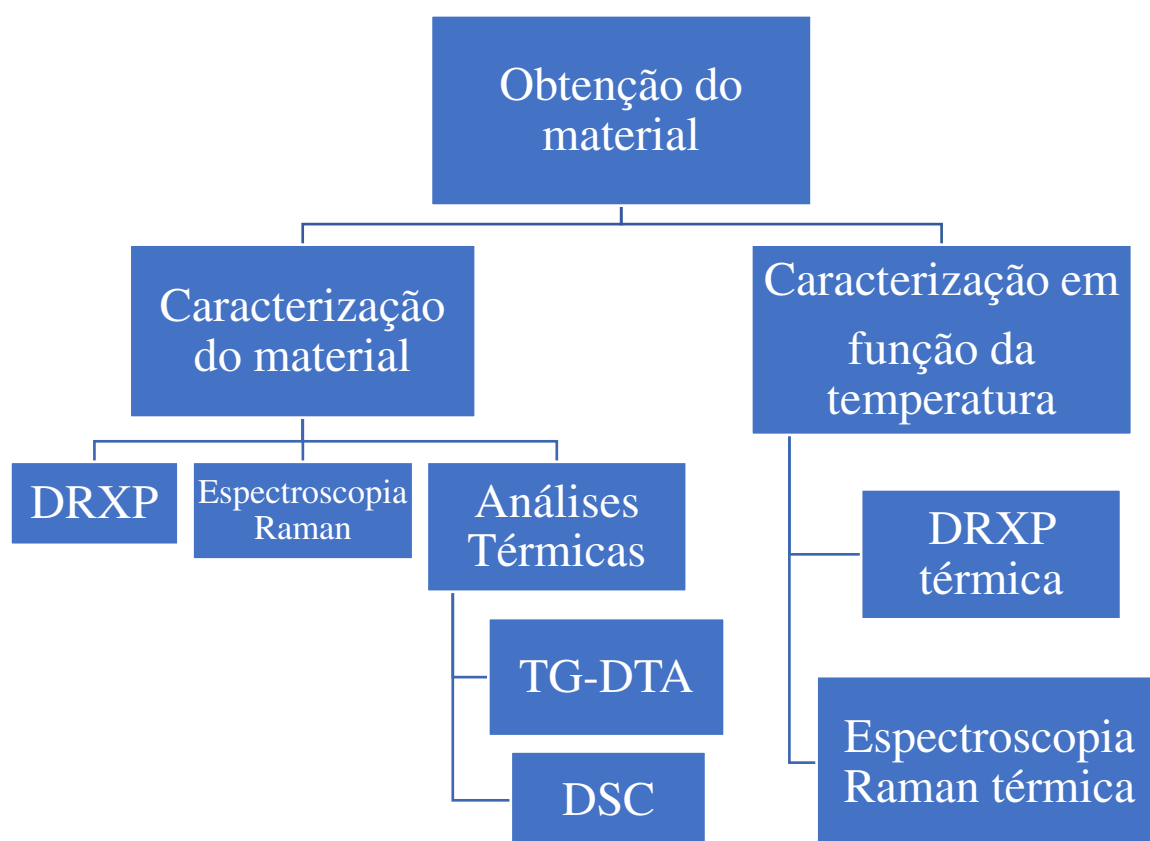 Obtenção do
material
Caracterização
do material
Caracterização em
função da
temperatura
DRXP
Espectroscopia
Raman
Análises
Térmicas
DRXP
térmica
TG-DTA
Espectroscopia
Raman térmica
DSC